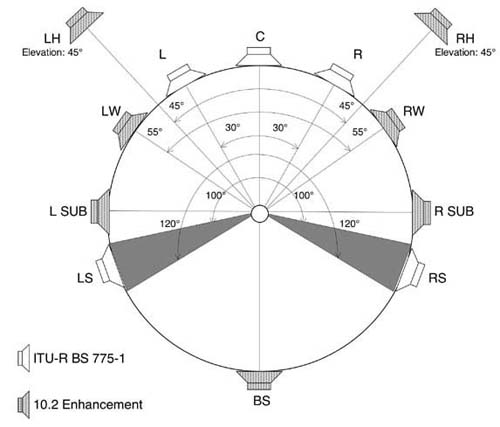 LH
Elevation: 45°
L
C
R
RH
Elevation: 45°
LW
45°
45°
RW
55°
30°
30°
55°
L SUB
100°
100°
R SUB
120°
120°
LS
RS
ITU-R BS 775-1
10.2 Enhancement
BS